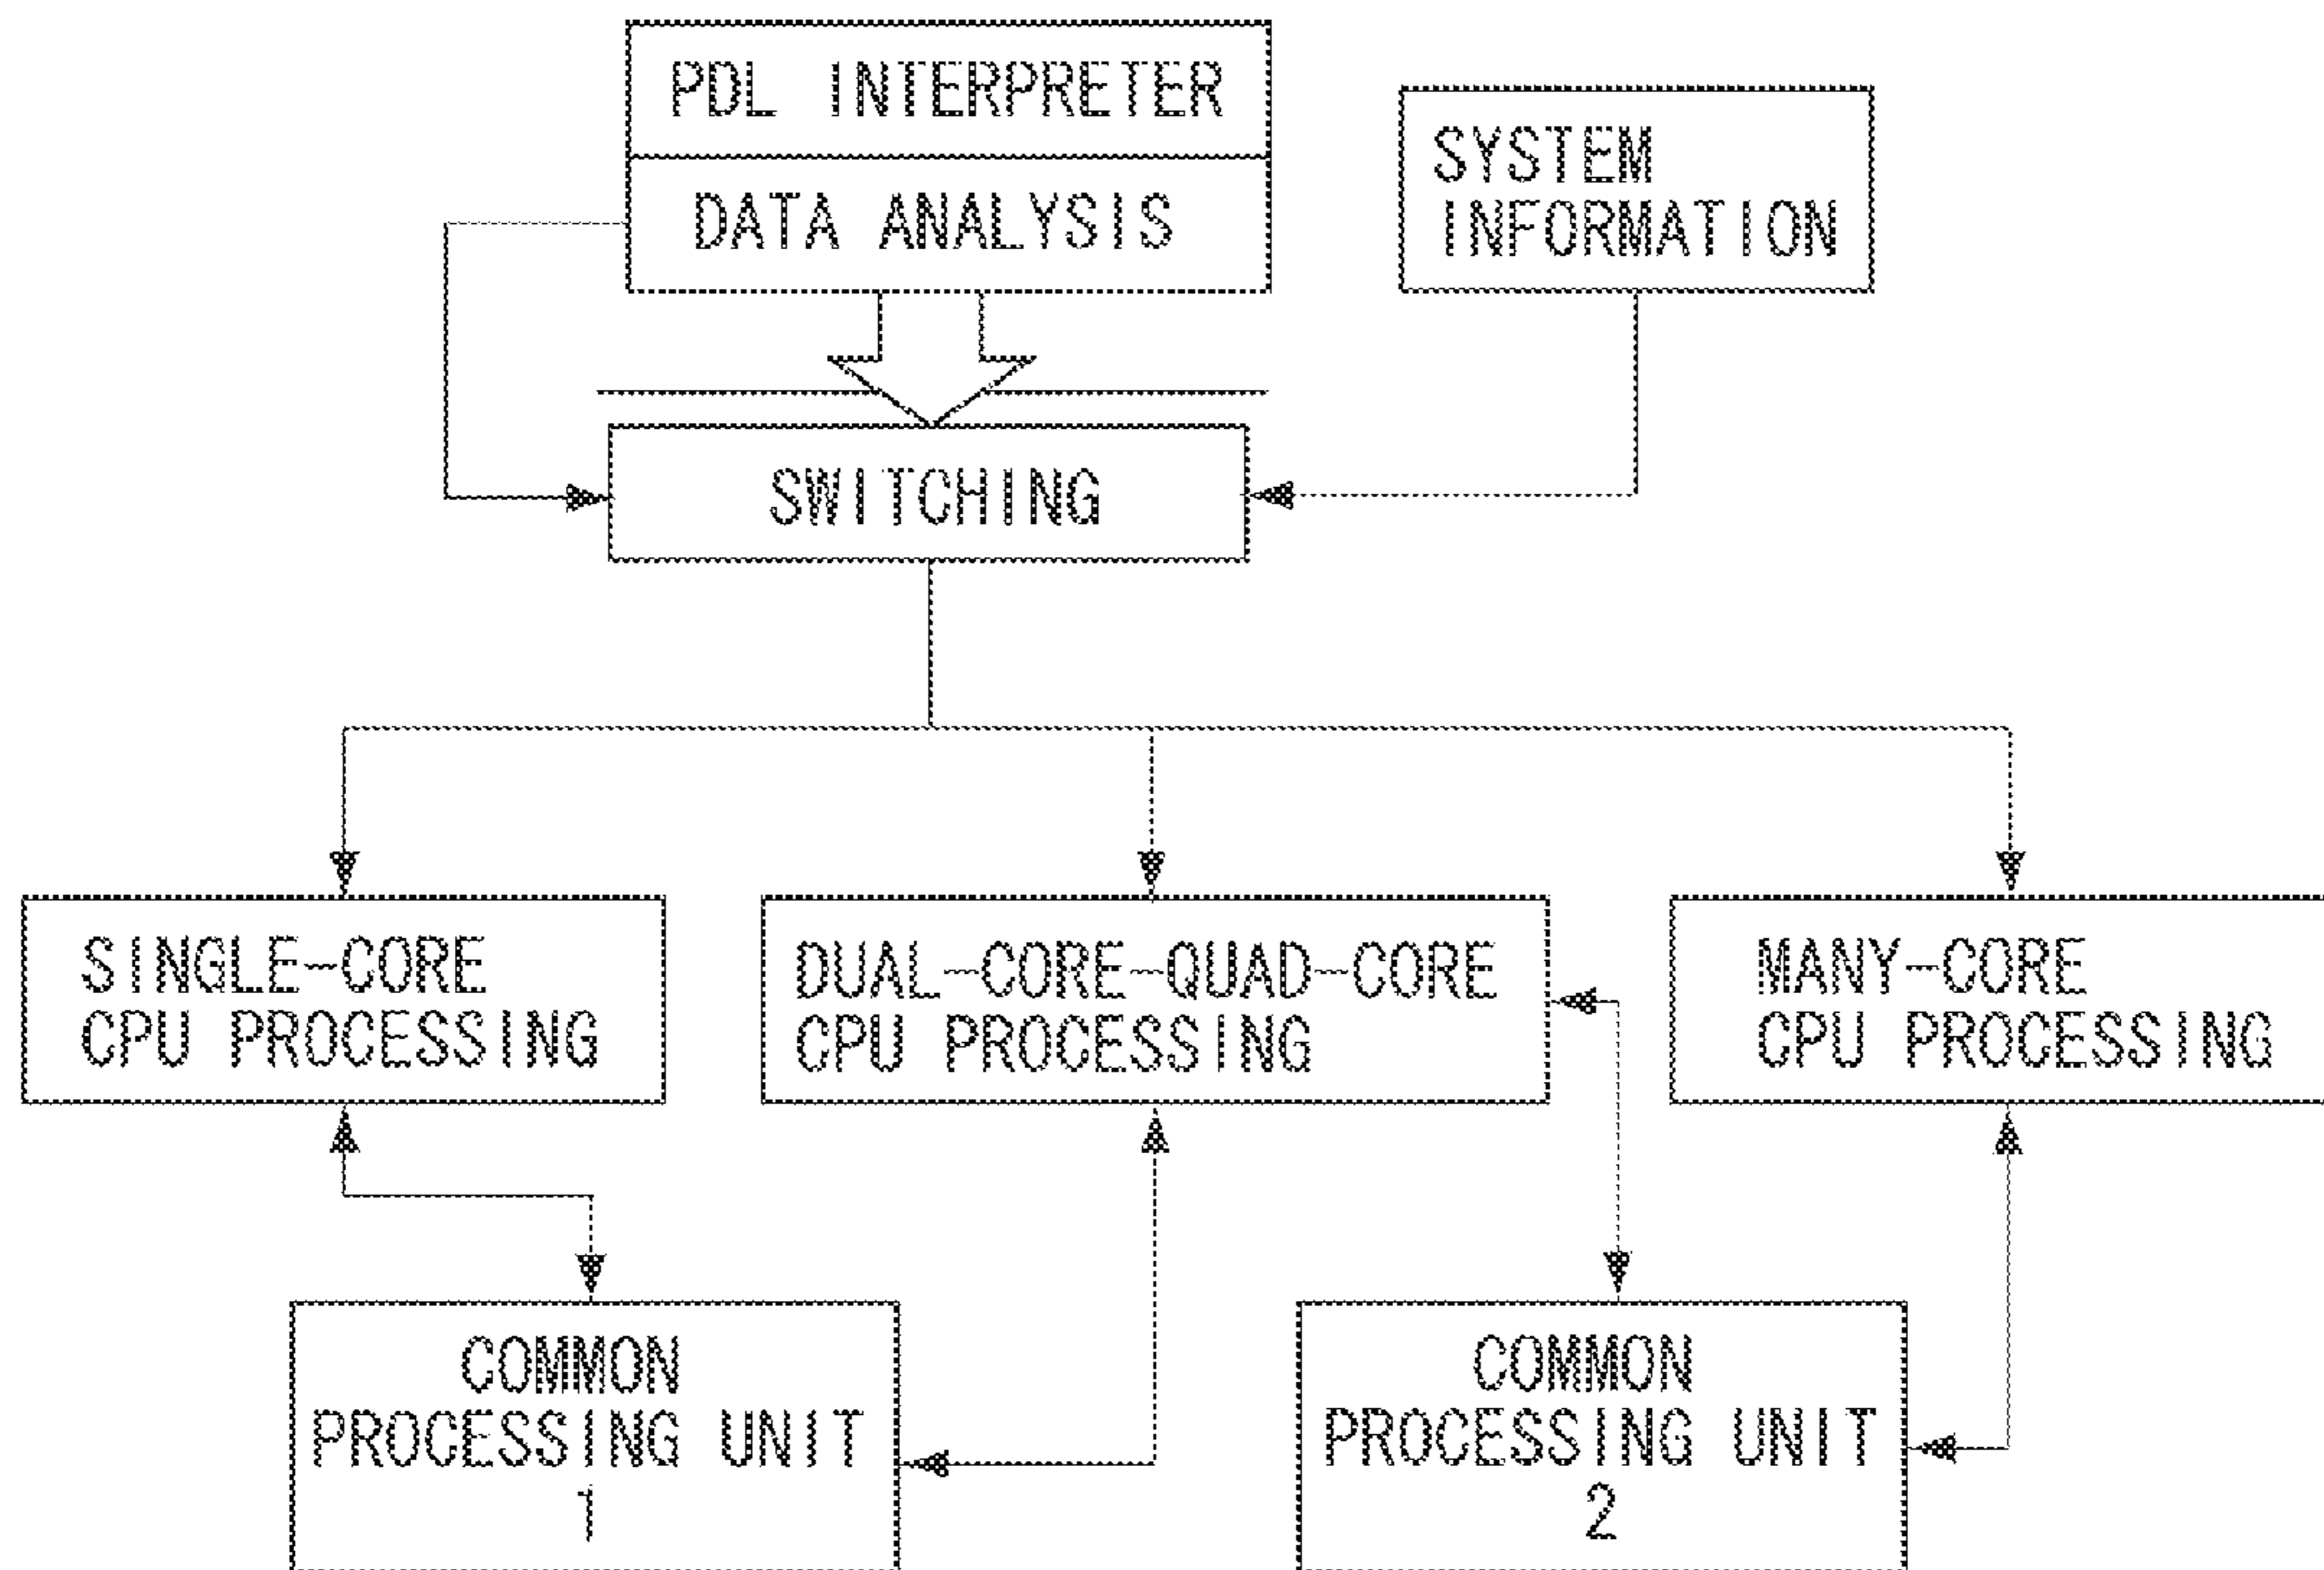 PDL INTERPRETER
DATA ANALYSIS
SYSTEM
INFORMATION
SWITCHING
SINGLE-CORE
CPU PROCESSING
DUAL-CORE-QUAD-CORE
CPU PROCESSING
MANY-CORE
CPU PROCESSING
COMMON
PROCESSING UNIT
1
COMMON
PROCESSING UNIT
2